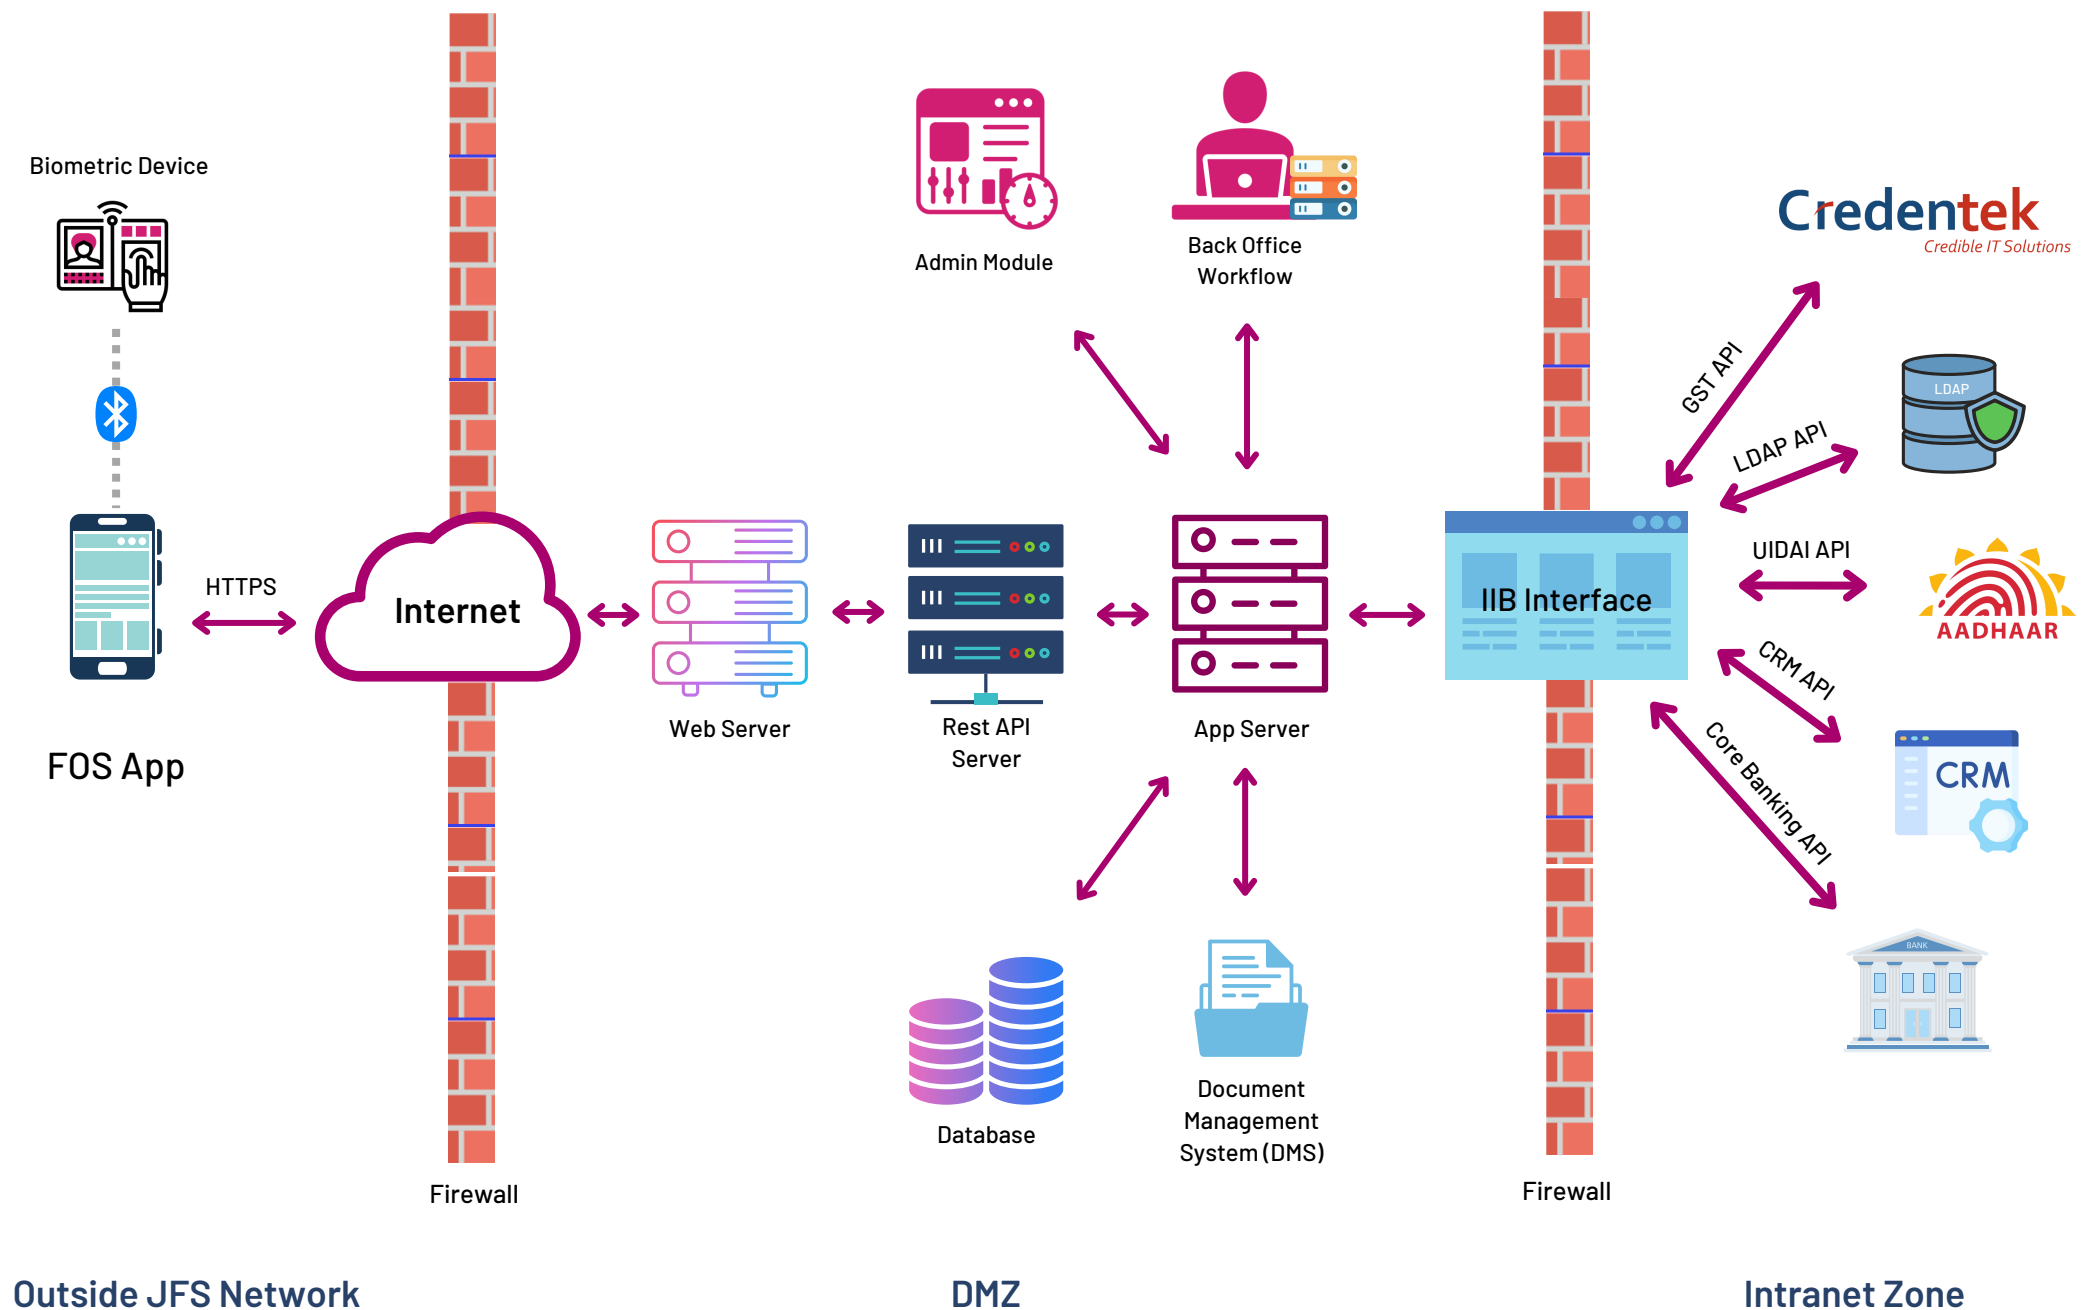 Biometric Device
HTTPS
FOS App
Internet
Firewall
Outside JFS Network
Admin Module
Back Office
Workflow
Web Server
Rest API
Server
App Server
Database
Document
Management
System (DMS)
DMZ
IIB Interface
Firewall
Credentek
Credible IT Solutions
GST API
LDAP API
LDAP
UIDAI API
AADHAAR
CRM API
CRM
Core Banking API
BANK
Intranet Zone